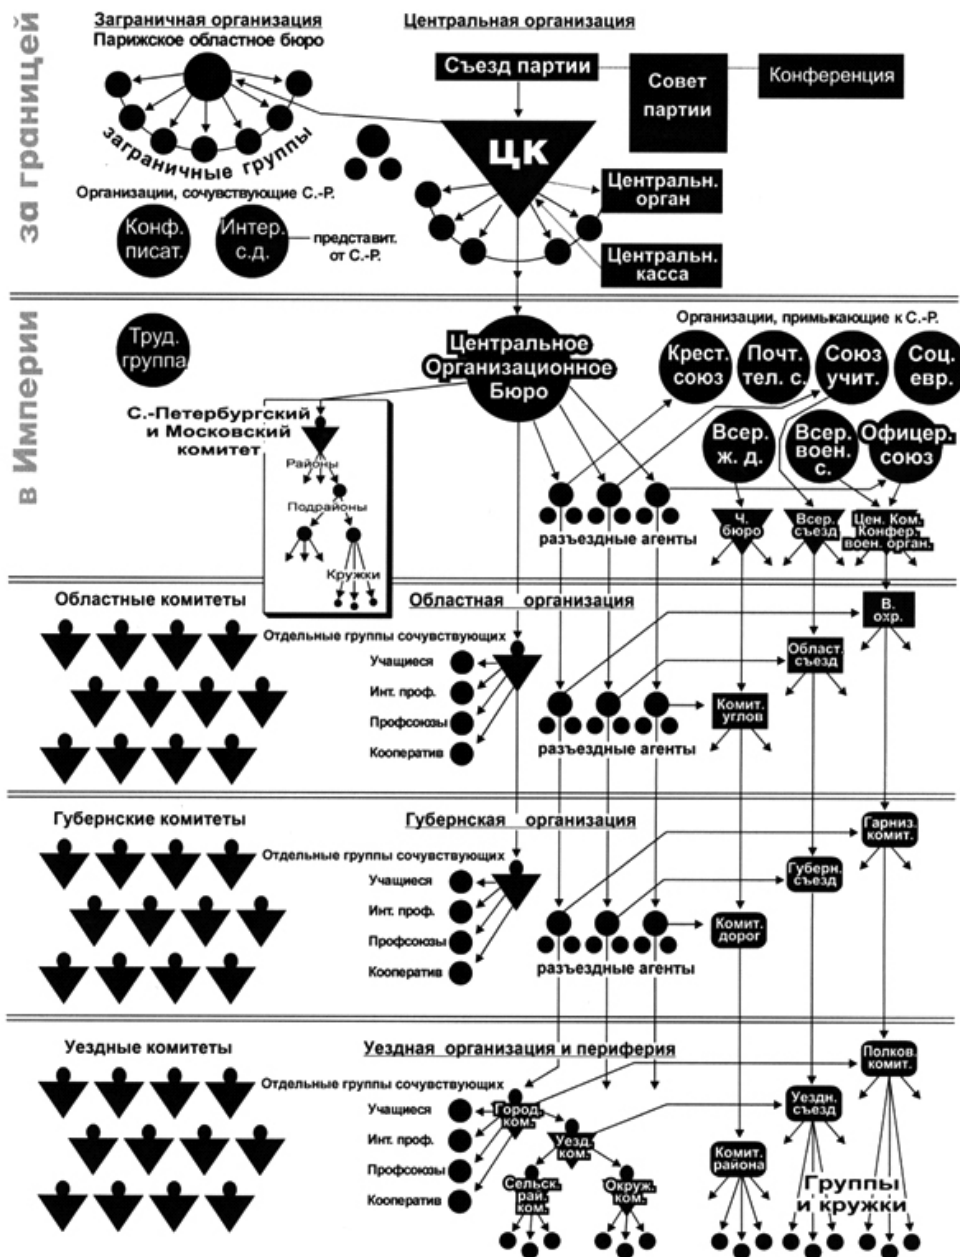 за границей
Заграничная организация
Парижское областное бюро
заграничные группы
Организации, сочувствующие С.-Р.
Конф.
писат.
Интер.
с.д.
представит.
от С.-Р.
Центральная организация
Съезд партии
Совет
партии
Конференция
ЦК
Центральн.
орган
Центральн.
касса
в Империи
Труд.
группа
Центральное
Организационное
Бюро
Организации, примыкающие к С.-Р.
Крест.
союз
Почт.
тел. с.
Союз
учит.
Соц.
евр.
Всер.
ж. д.
Всер.
воен.
с.
Офицер.
союз
С.-Петербургский
и Московский
комитет
Районы
Подрайоны
Кружки
разъездные агенты
Ч.
бюро
Всер.
съезд
Цен. Ком.
Конфер.
воен. орган.
Областные комитеты
Областная организация
Отдельные группы сочувствующих
Учащиеся
Инт. проф.
Профсоюзы
Кооператив
разъездные агенты
В.
охр.
Област.
съезд
Комит.
углов
Губернские комитеты
Губернская организация
Отдельные группы сочувствующих
Учащиеся
Инт. проф.
Профсоюзы
Кооператив
разъездные агенты
Гарниз.
комит.
Губерн.
съезд
Комит.
дорог
Уездные комитеты
Уездная организация и периферия
Отдельные группы сочувствующих
Учащиеся
Инт. проф.
Профсоюзы
Кооператив
Город.
ком.
Уезд.
ком.
Сельск.
рай.
ком.
Окруж.
ком.
Полков.
комит.
Уездн.
съезд
Комит.
района
Группы
и кружки